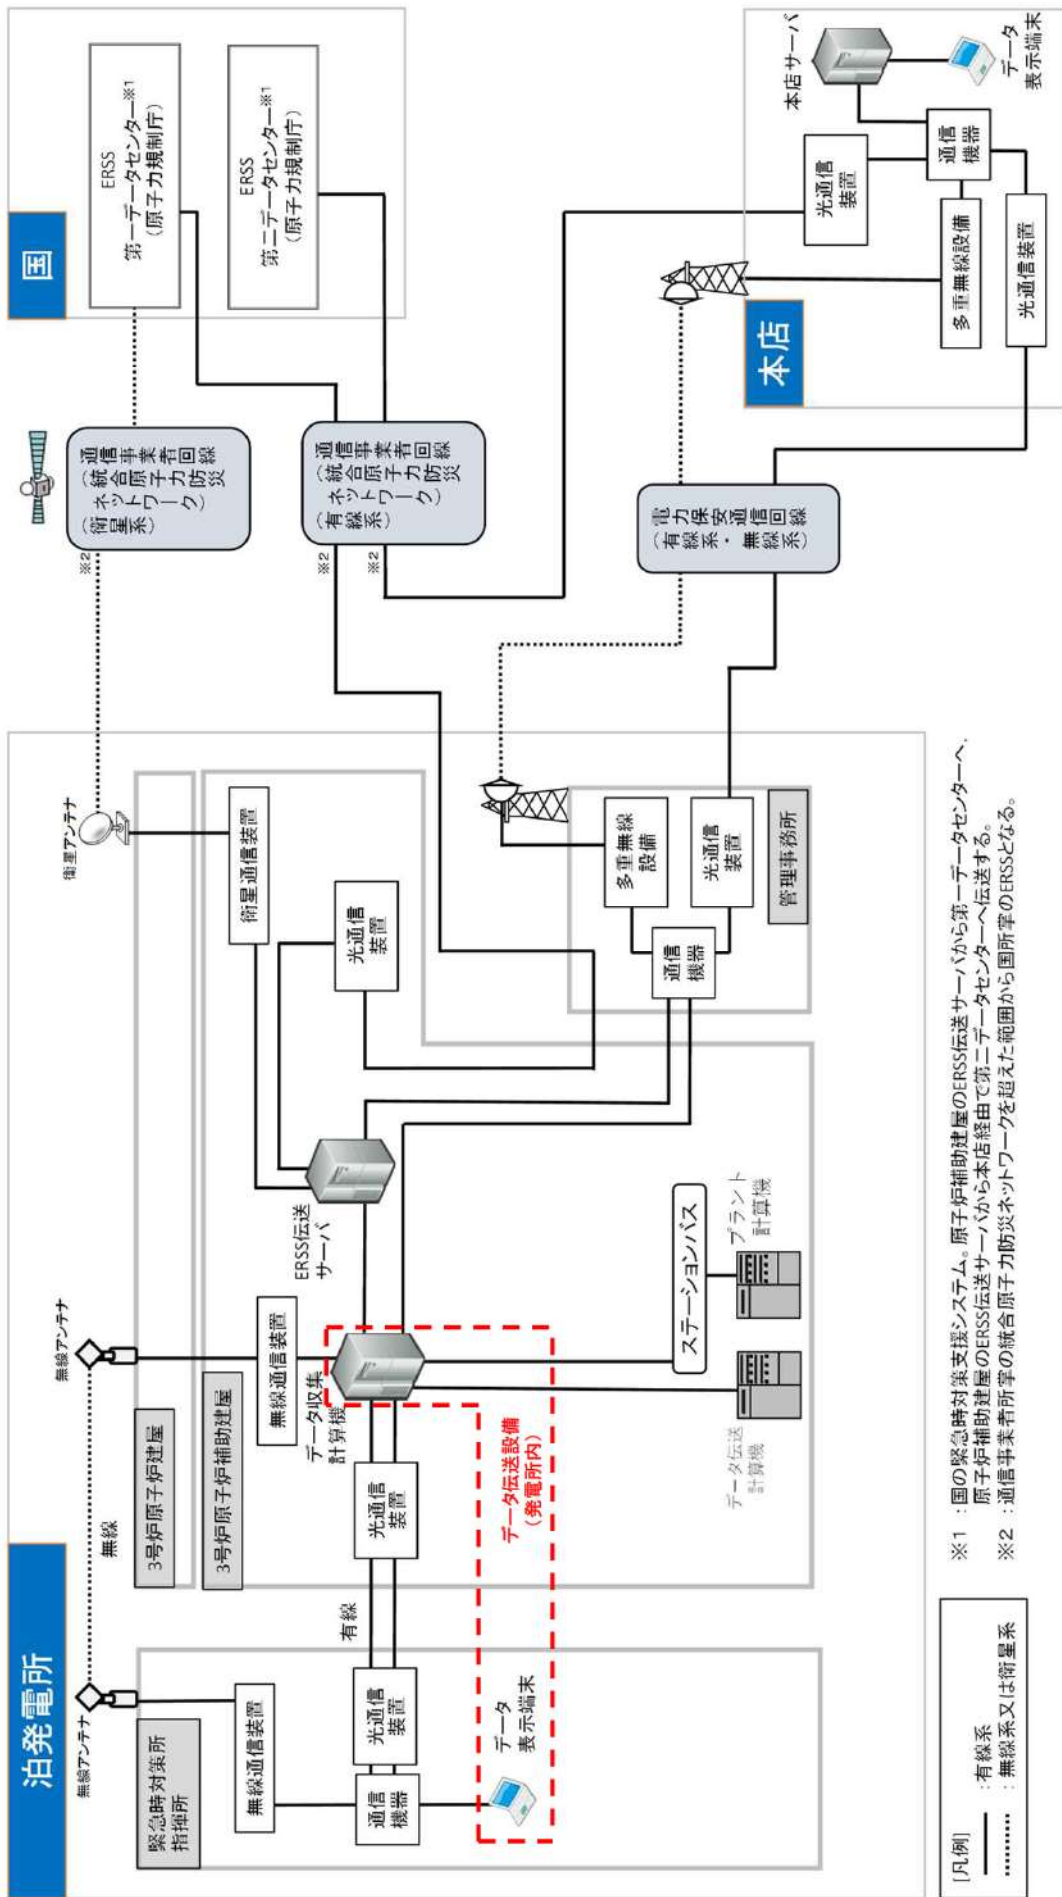 泊発電所
無線アンテナ
緊急時対策所
指揮所
無線通信装置
通信
機器
光通信
装置
データ
表示端末
無線
有線
無線アンテナ
3号炉原子炉建屋
3号炉原子炉補助建屋
無線通信装置
データ収集
計算機
光通信
装置
データ伝送設備
（発電所内）
データ伝送
計算機
ステーションバス
プラント
計算機
ERSS伝送
サーバ
衛星アンテナ
衛星通信装置
光通信
装置
通信
機器
多重無線
設備
光通信
装置
管理事務所
※2
通信事業者回線
（統合原子力防災
ネットワーク）
（衛星系）
※2
※2
通信事業者回線
（統合原子力防災
ネットワーク）
（有線系）
電力保安通信回線
（有線系・無線系）
国
ERSS
第一データセンター※1
（原子力規制庁）
ERSS
第二データセンター※1
（原子力規制庁）
本店
光通信
装置
多重無線設備
光通信装置
通信
機器
本店サーバ
データ
表示端末
[凡例]
：有線系
：無線系又は衛星系
※1 ：国の緊急時対策支援システム。原子炉補助建屋のERSS伝送サーバから第一データセンターへ，
原子炉補助建屋のERSS伝送サーバから本店経由で第二データセンターへ伝送する。
※2 ：通信事業者所掌の統合原子力防災ネットワークを超えた範囲から国所掌のERSSとなる。